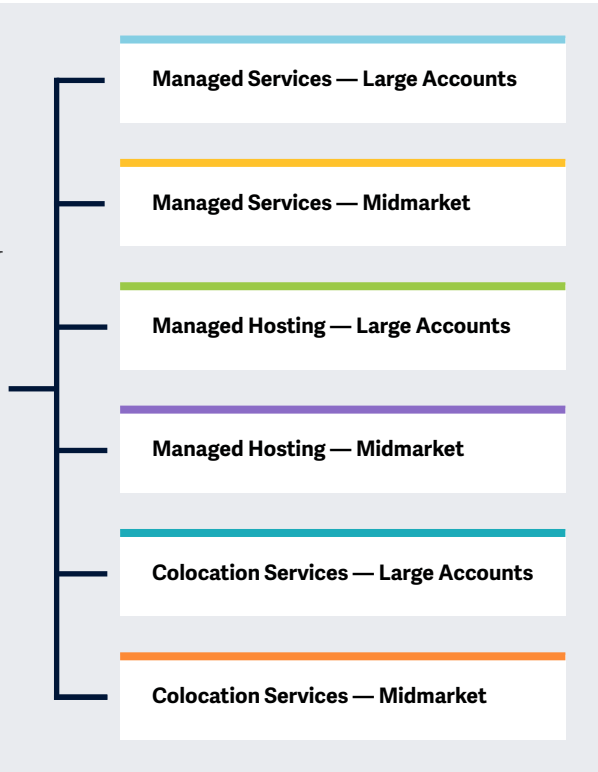 Managed Services — Large Accounts
Managed Services — Midmarket
Managed Hosting — Large Accounts
Managed Hosting — Midmarket
Colocation Services — Large Accounts
Colocation Services — Midmarket